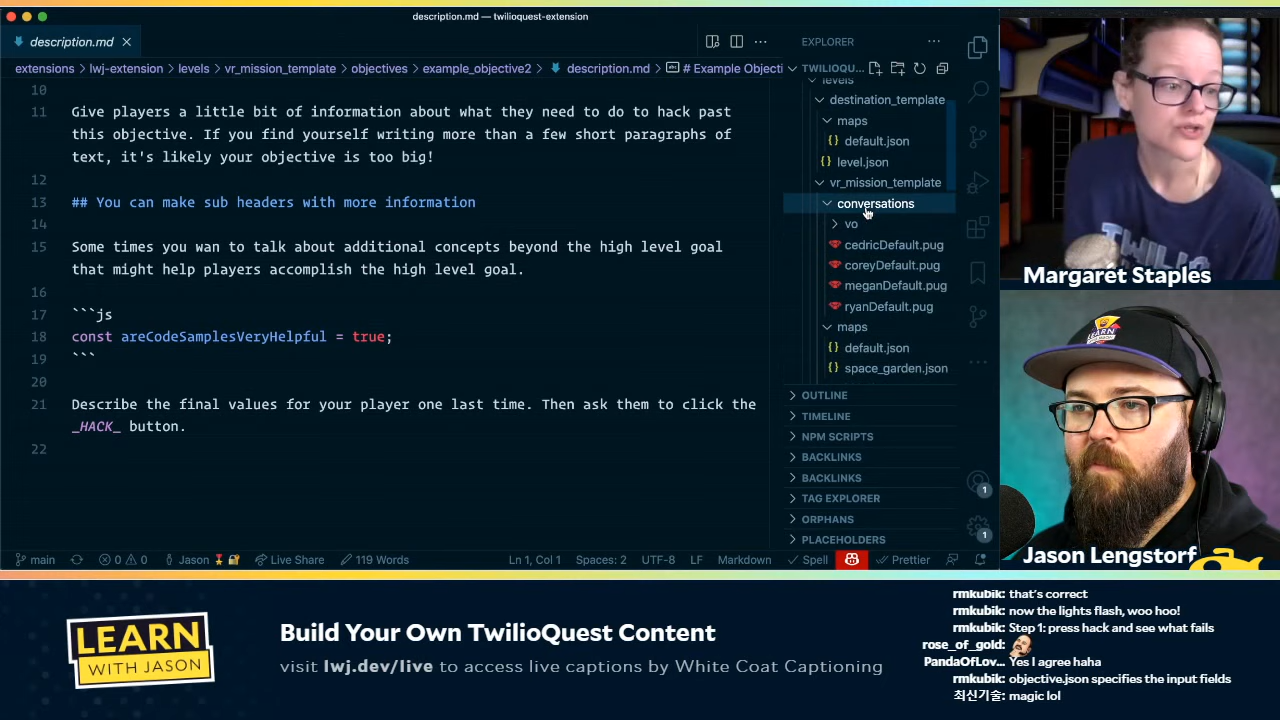 description.md — twilioquest-extension
description.md
EXPLORER
extensions > lwj-extension > levels > vr_mission_template > objectives > example_objective2 > description.md > # Example Objecti
TWILIOQU...
levels
destination_template
maps
default.json
level.json
vr_mission_template
conversations
vo
cedricDefault.pug
coreyDefault.pug
meganDefault.pug
ryanDefault.pug
maps
default.json
space_garden.json
OUTLINE
TIMELINE
NPM SCRIPTS
BACKLINKS
BACKLINKS
TAG EXPLORER
ORPHANS
PLACEHOLDERS
10
11 Give players a little bit of information about what they need to do to hack past
this objective. If you find yourself writing more than a few short paragraphs of
text, it's likely your objective is too big!
12
13 ## You can make sub headers with more information
14
15 Some times you wan to talk about additional concepts beyond the high level goal
that might help players accomplish the high level goal.
16
17 ```js
18 const areCodeSamplesVeryHelpful = true;
19 ```
20
21 Describe the final values for your player one last time. Then ask them to click the
_HACK_ button.
22
1
1
main 0 0 Jason Live Share 119 Words Ln 1, Col 1 Spaces: 2 UTF-8 LF Markdown Spell Prettier
TWILIO
Margaret Staples
LEARN
Jason Lengstorf
LEARN
WITH JASON
Build Your Own TwilioQuest Content
visit lwj.dev/live to access live captions by White Coat Captioning
rmkubik: that's correct
rmkubik: now the lights flash, woo hoo!
rmkubik: Step 1: press hack and see what fails
rose_of_gold:
PandaOfLov... Yes I agree haha
rmkubik: objective.json specifies the input fields
최신기술: magic lol